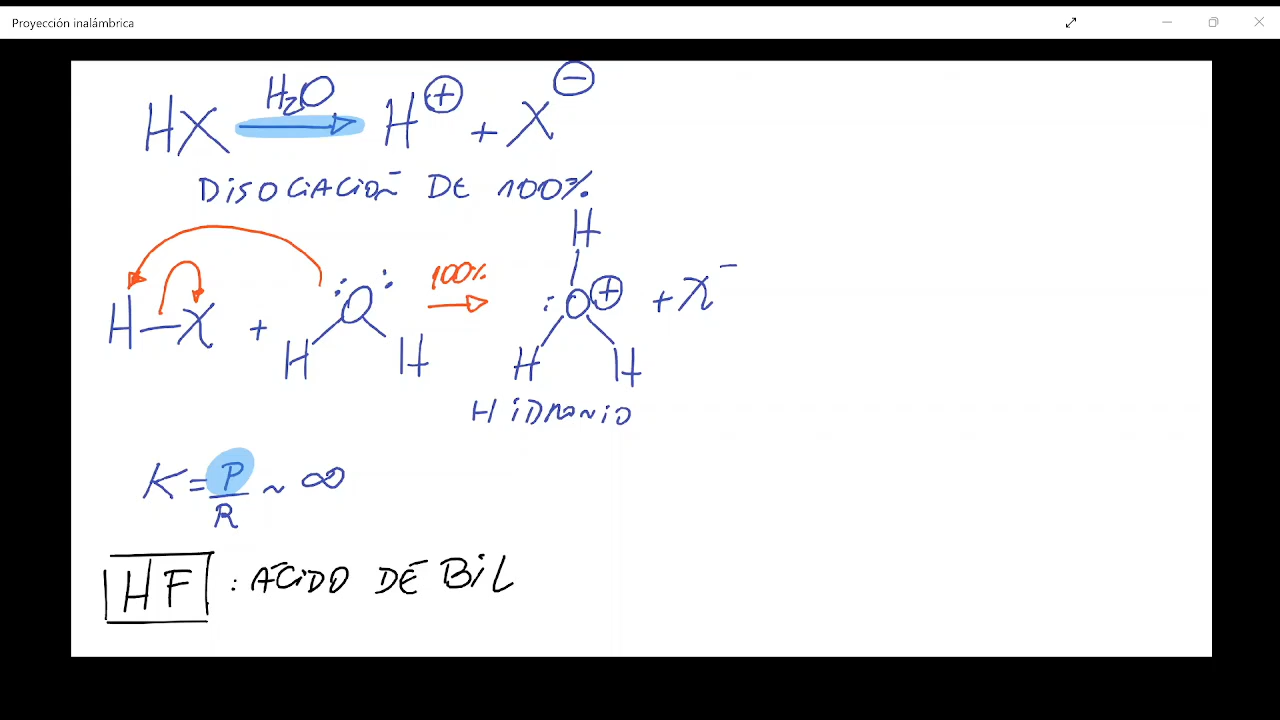 Proyección inalámbrica
HX H₂O → H⊕ + X⊖
DISOCIACIÓN DE 100%
H–X + H–Ö–H 100% → H–O⊕(–H)–H + X⁻
HIDRONIO
K = P/R ~ ∞
HF : ÁCIDO DÉBIL